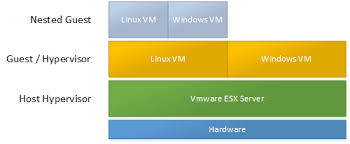 Nested Guest
Linux VM
Windows VM
Guest / Hypervisor
Linux VM
Windows VM
Host Hypervisor
Vmware ESX Server
Hardware